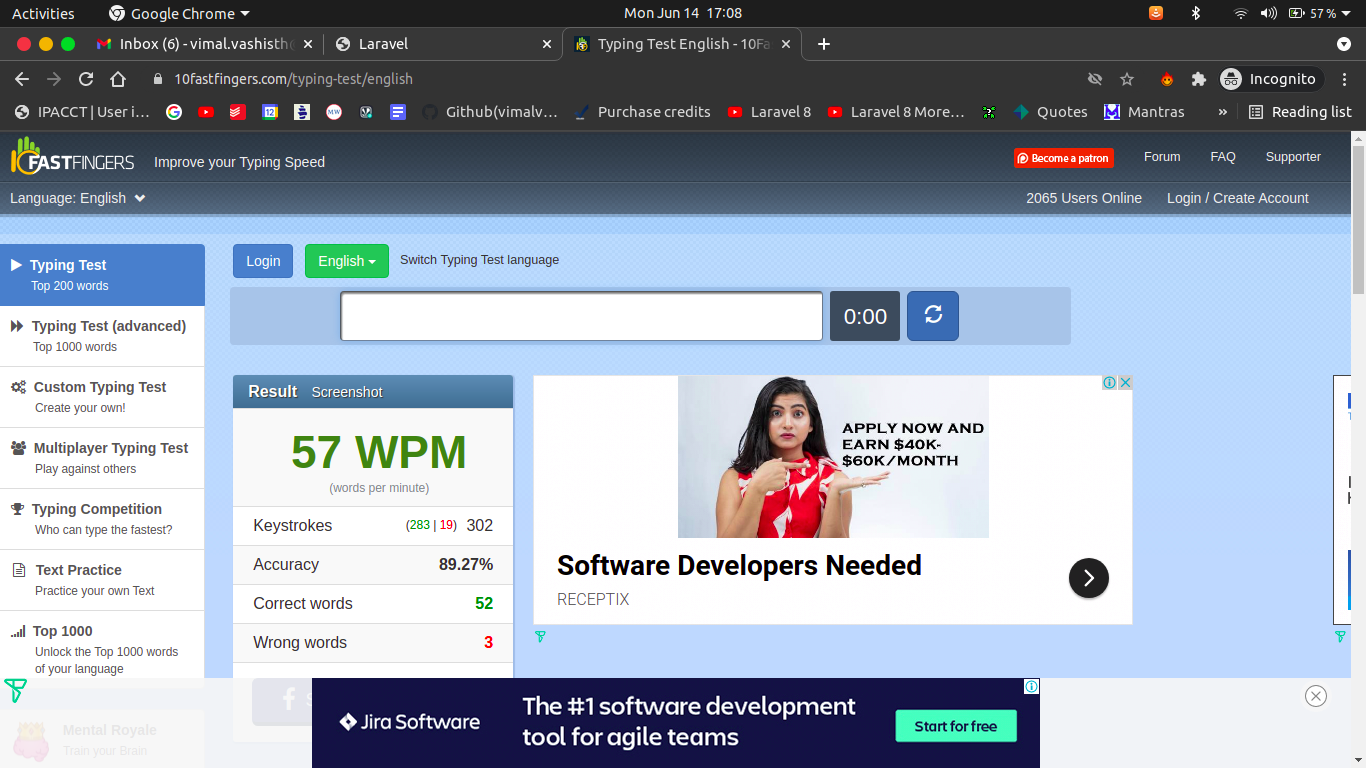 Activities
Google Chrome
Mon Jun 14 17:08
57 %
Inbox (6) - vimal.vashisth@
Laravel
Typing Test English - 10Fa
10fastfingers.com/typing-test/english
Incognito
IPACCT | User i…
12
MW
Github(vimalv…
Purchase credits
Laravel 8
Laravel 8 More…
Quotes
Mantras
»
Reading list
10FASTFINGERS
Improve your Typing Speed
Become a patron
Forum
FAQ
Supporter
Language: English
2065 Users Online
Login / Create Account
Typing Test
Top 200 words
Typing Test (advanced)
Top 1000 words
Custom Typing Test
Create your own!
Multiplayer Typing Test
Play against others
Typing Competition
Who can type the fastest?
Text Practice
Practice your own Text
Top 1000
Unlock the Top 1000 words
of your language
Mental Royale
Train your Brain
Login
English
Switch Typing Test language
0:00
Result
Screenshot
57 WPM
(words per minute)
Keystrokes
(283 | 19) 302
Accuracy
89.27%
Correct words
52
Wrong words
3
APPLY NOW AND
EARN $40K-
$60K/MONTH
Software Developers Needed
RECEPTIX
Jira Software
The #1 software development
tool for agile teams
Start for free